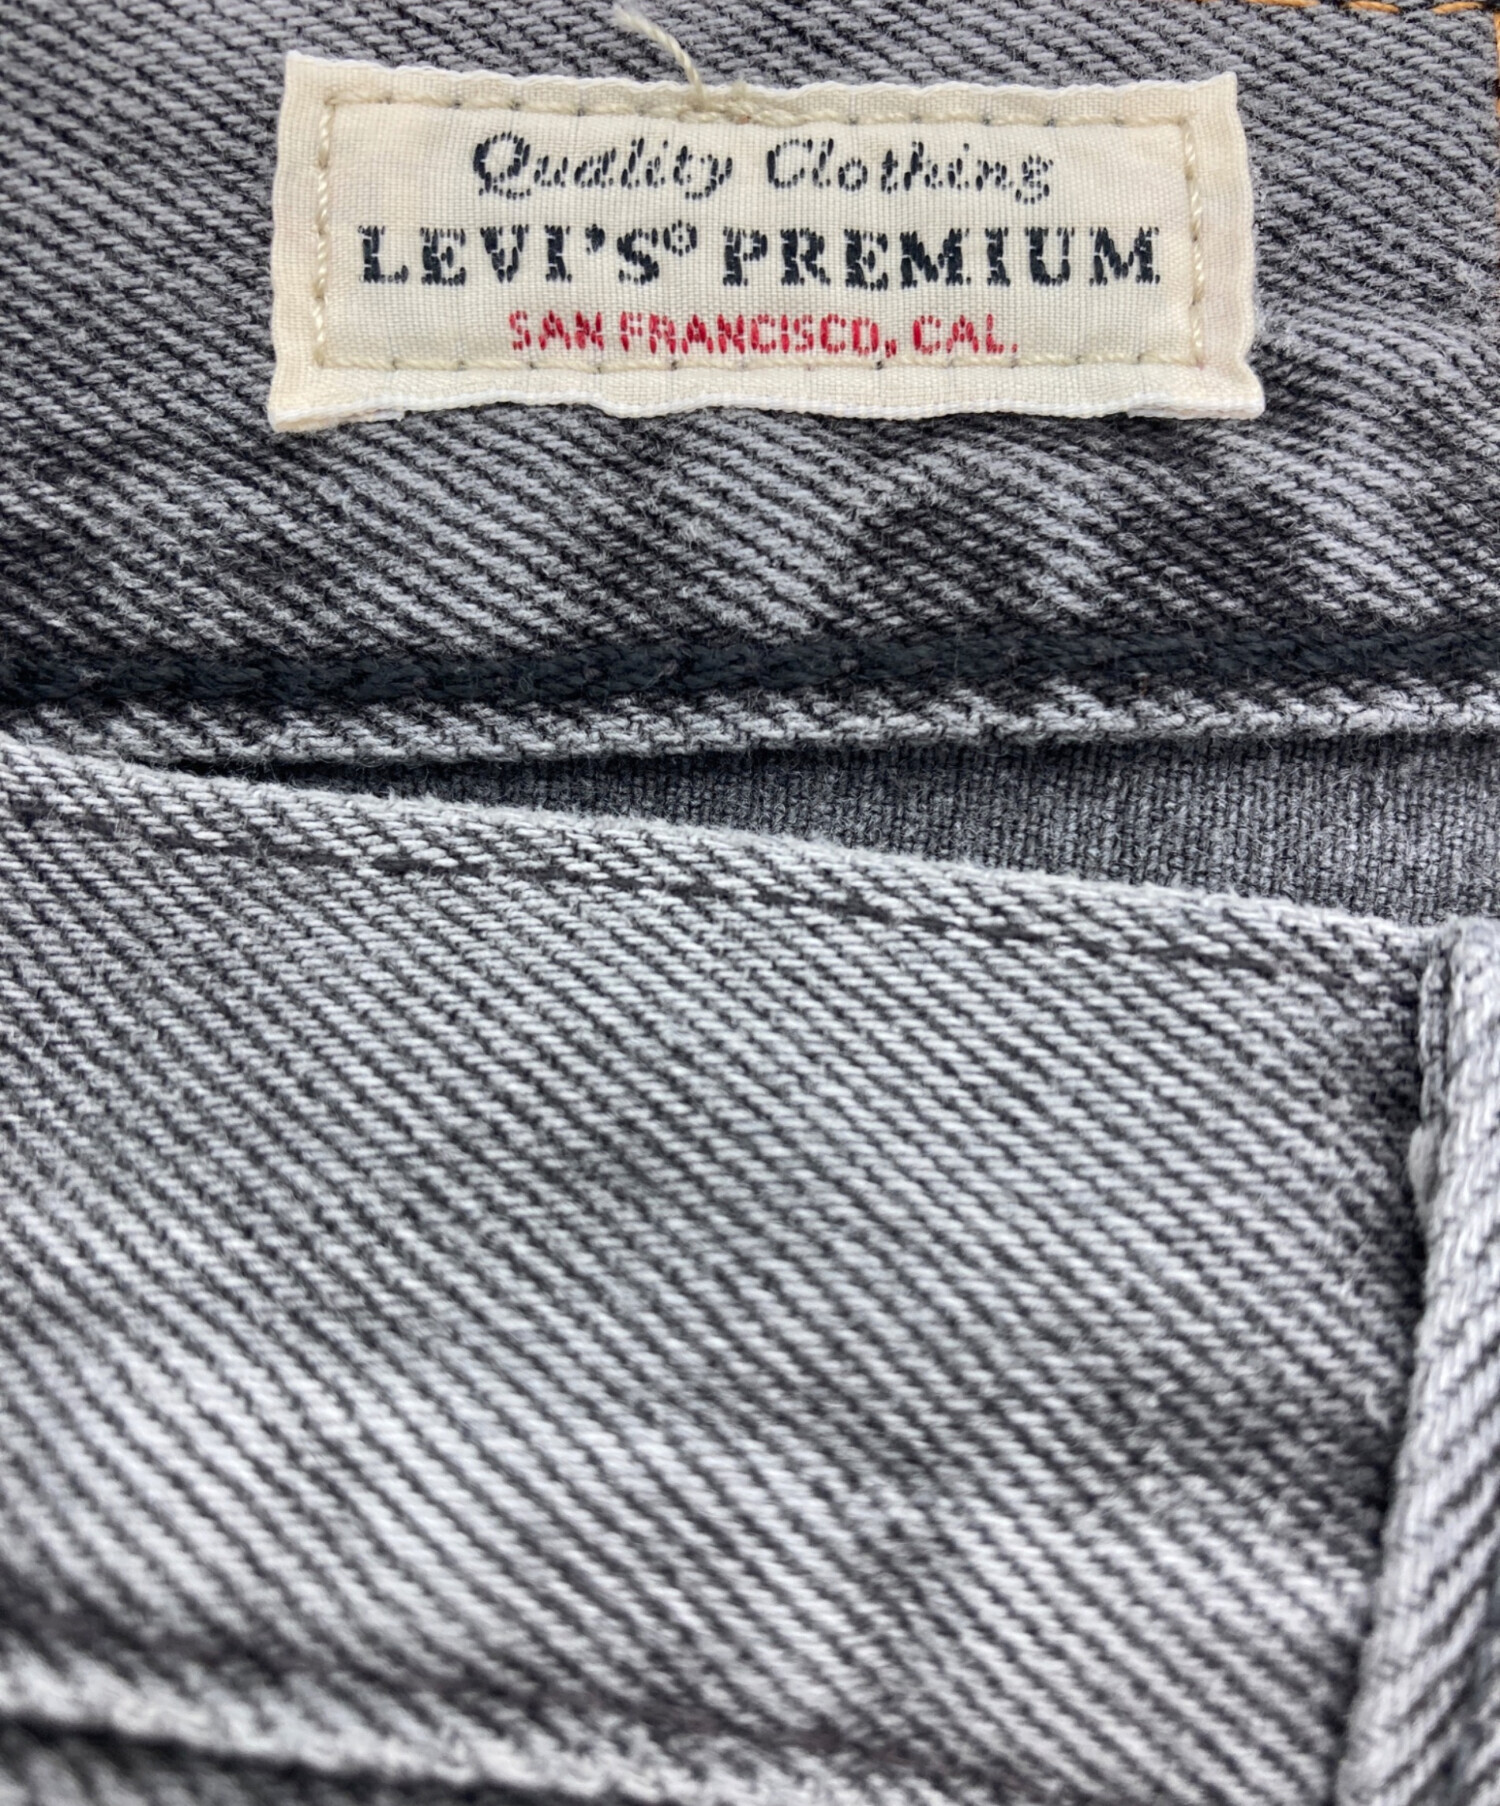 Quality Clothing
LEVI'S® PREMIUM
SAN FRANCISCO, CAL.